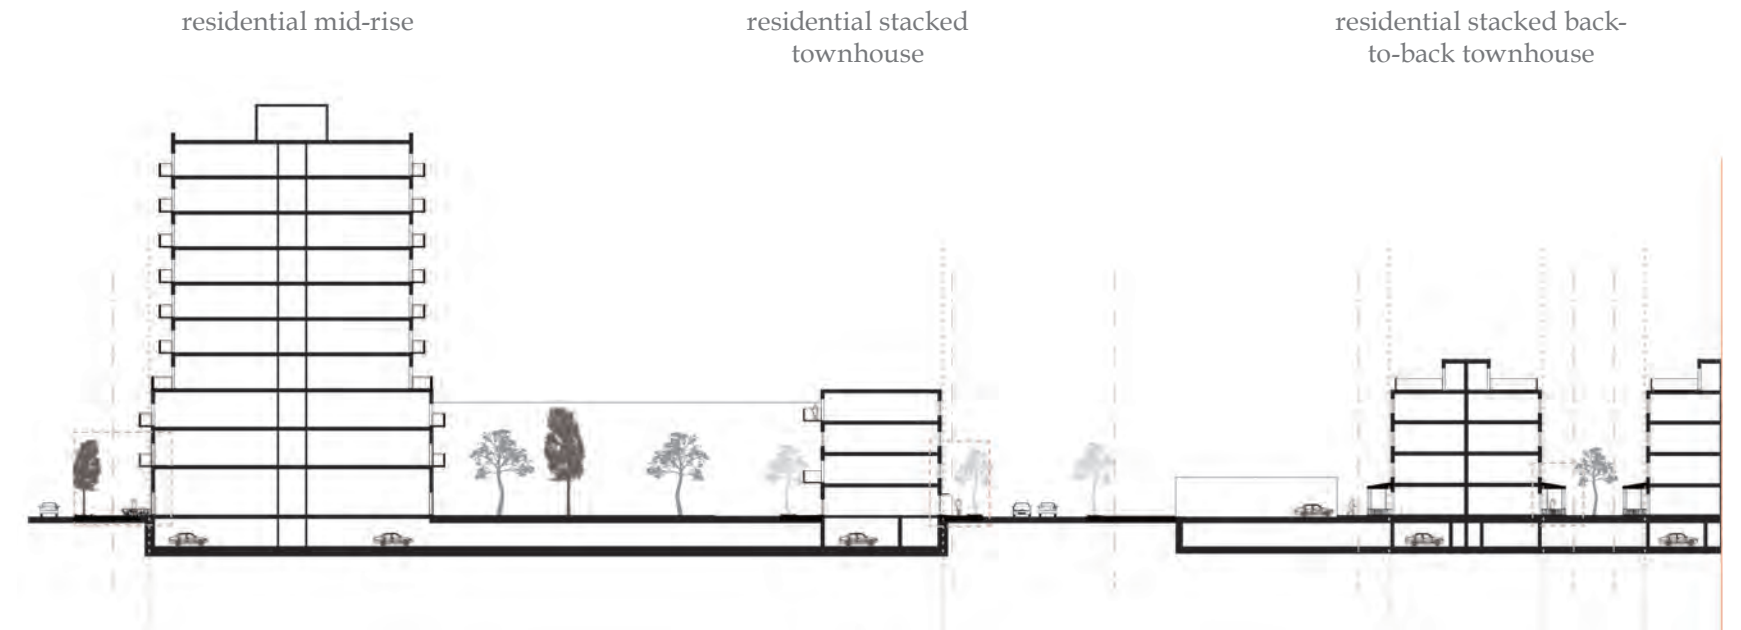 residential mid-rise
residential stacked
townhouse
residential stacked back-
to-back townhouse